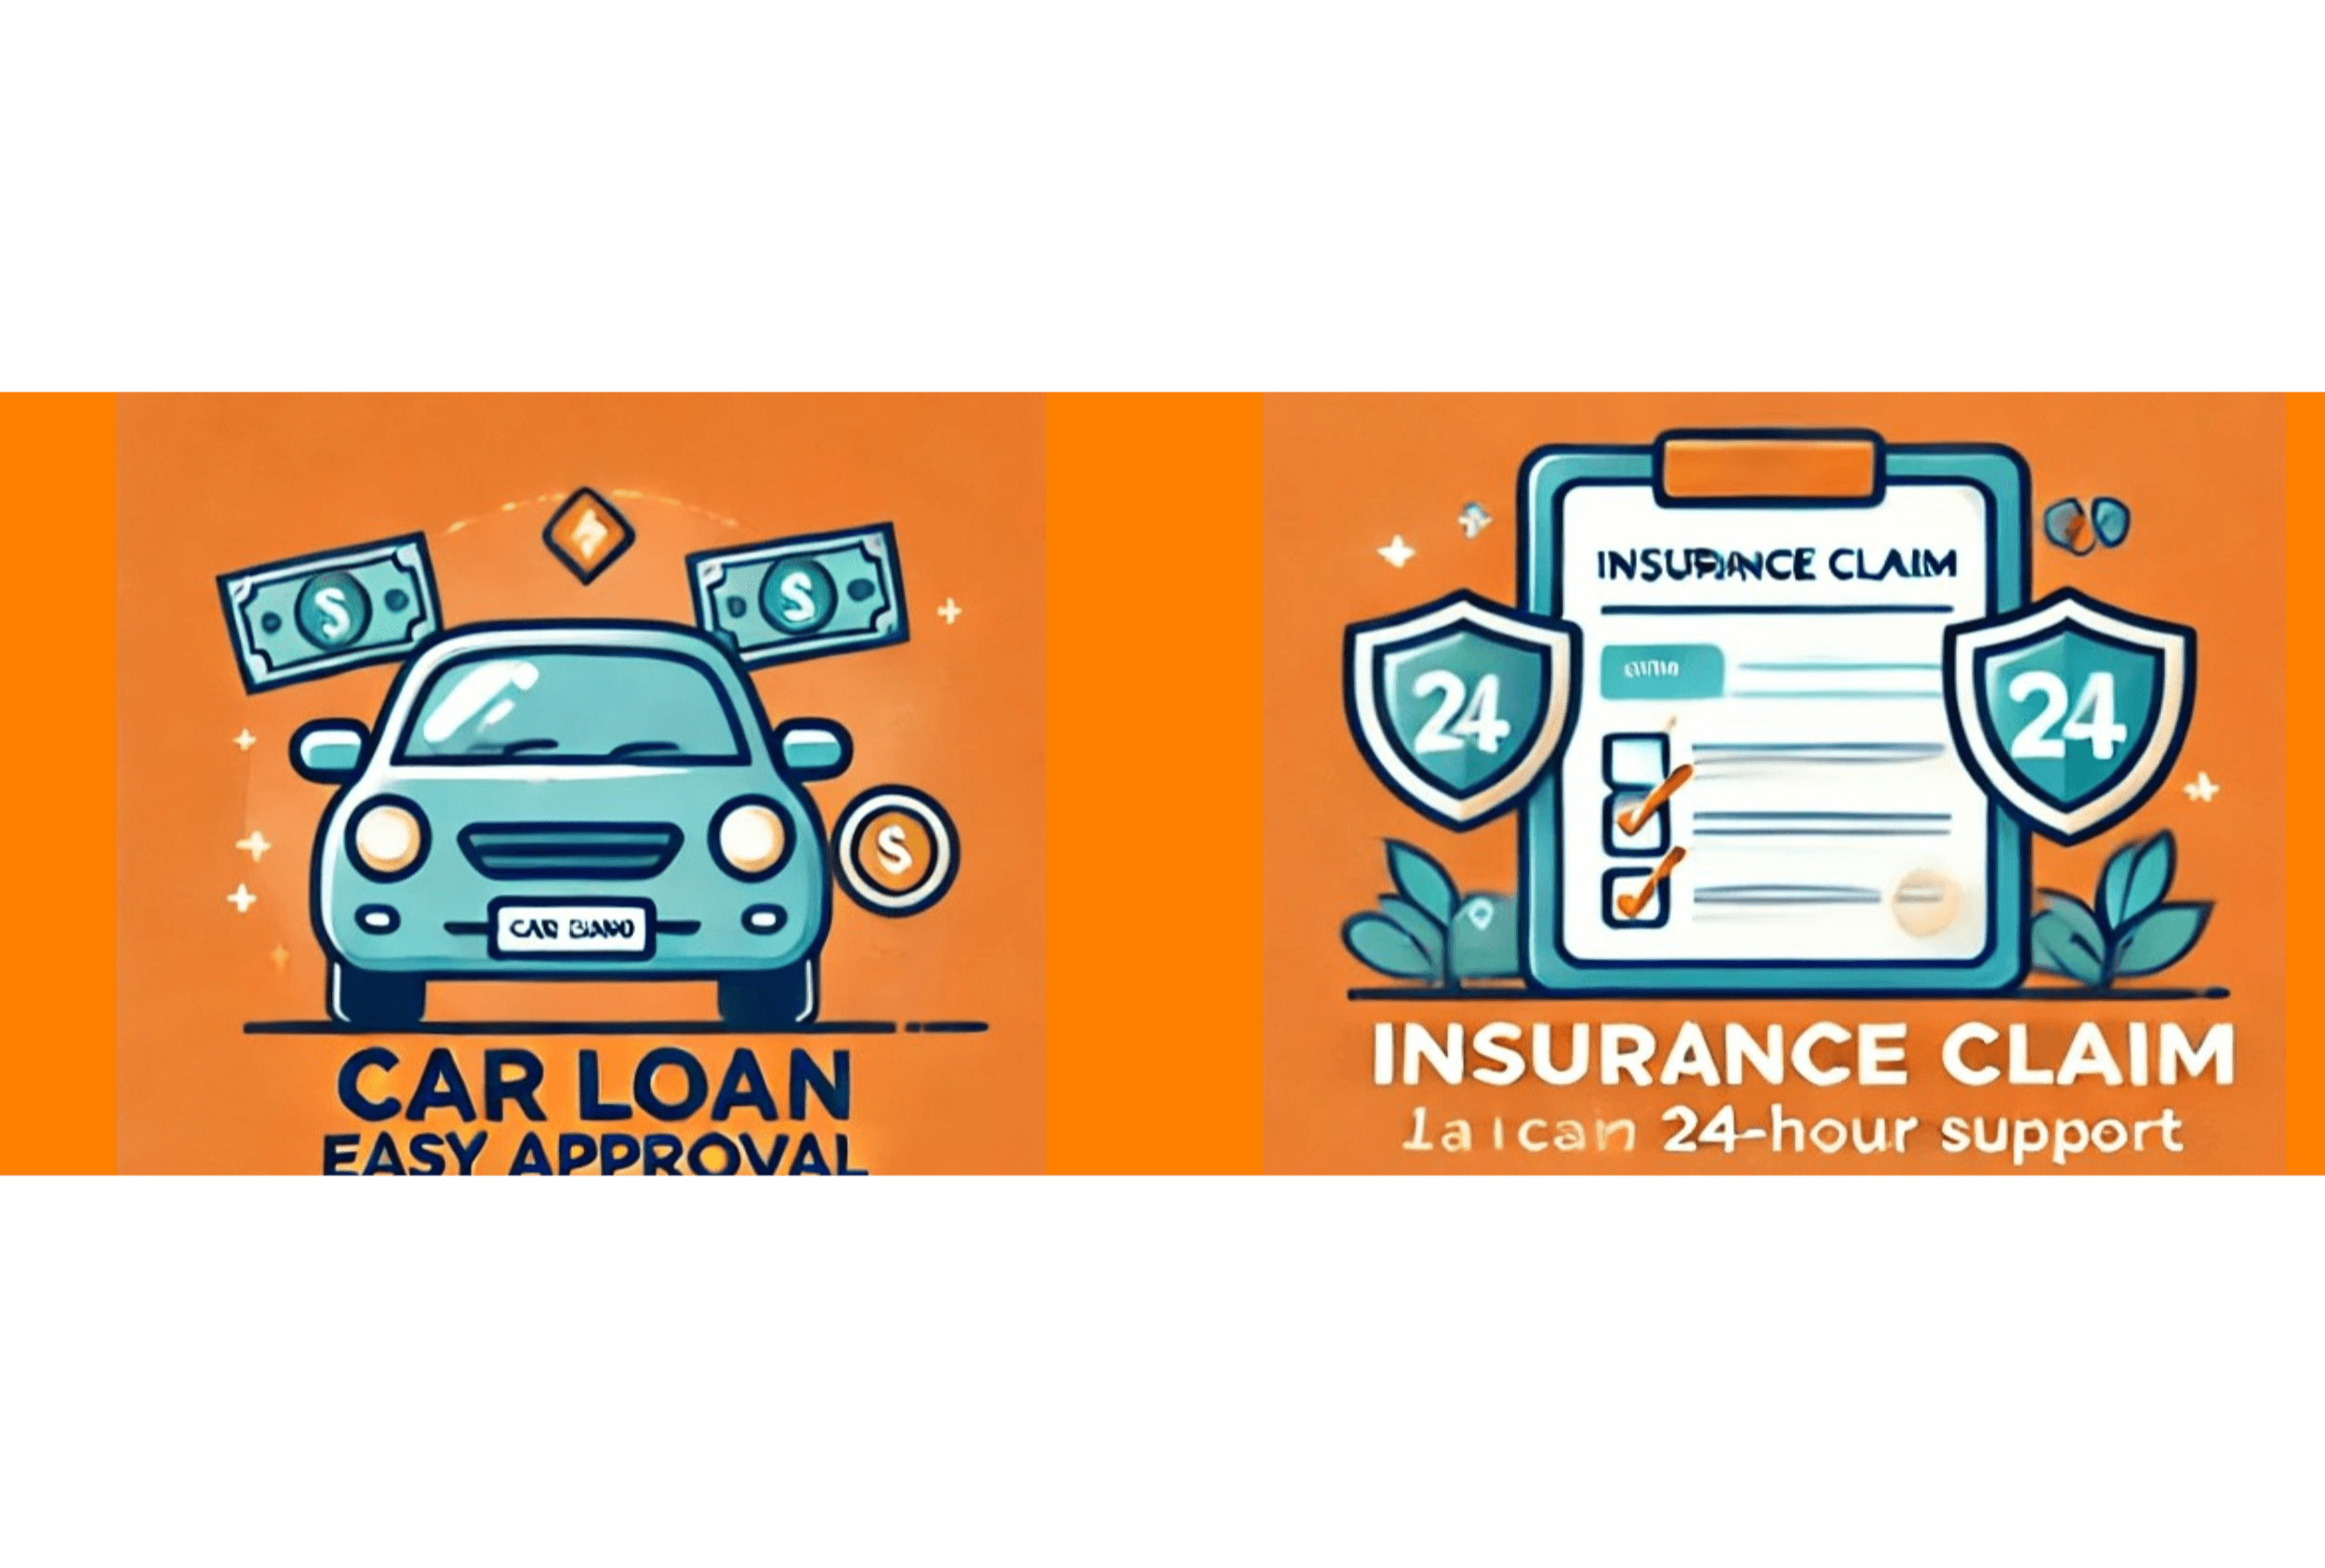 S
S
S
CAR LOAN
EASY APPROVAL
INSURANCE CLAIM
24
24
INSURANCE CLAIM
24-hour support